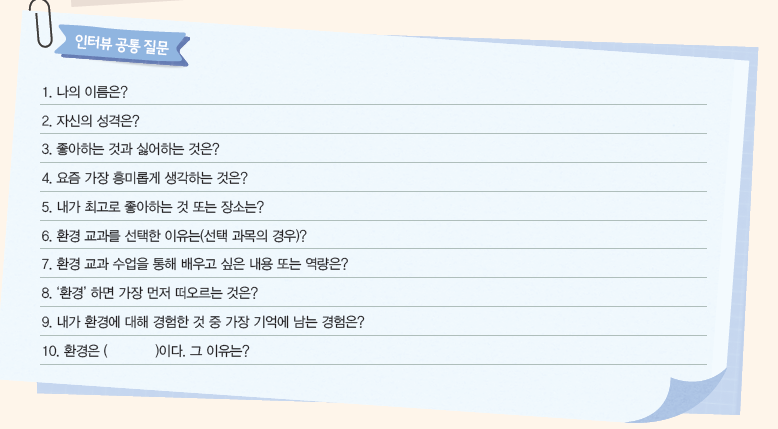 인터뷰 공통 질문
1. 나의 이름은?
2. 자신의 성격은?
3. 좋아하는 것과 싫어하는 것은?
4. 요즘 가장 흥미롭게 생각하는 것은?
5. 내가 최고로 좋아하는 것 또는 장소는?
6. 환경 교과를 선택한 이유는(선택 과목의 경우)?
7. 환경 교과 수업을 통해 배우고 싶은 내용 또는 역량은?
8. ‘환경’ 하면 가장 먼저 떠오르는 것은?
9. 내가 환경에 대해 경험한 것 중 가장 기억에 남는 경험은?
10. 환경은 (          )이다. 그 이유는?